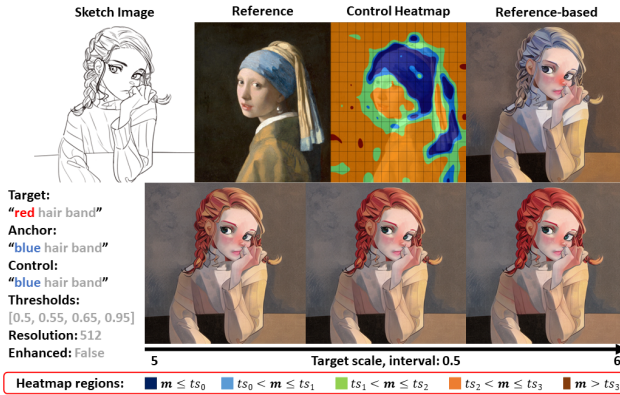 Sketch Image
Reference
Control Heatmap
Reference-based
Target:
“red hair band”
Anchor:
“blue hair band”
Control:
“blue hair band”
Thresholds:
[0.5, 0.55, 0.65, 0.95]
Resolution: 512
Enhanced: False
5 Target scale, interval: 0.5 6
Heatmap regions: m ≤ ts₀ ts₀ < m ≤ ts₁ ts₁ < m ≤ ts₂ ts₂ < m ≤ ts₃ m > ts₃